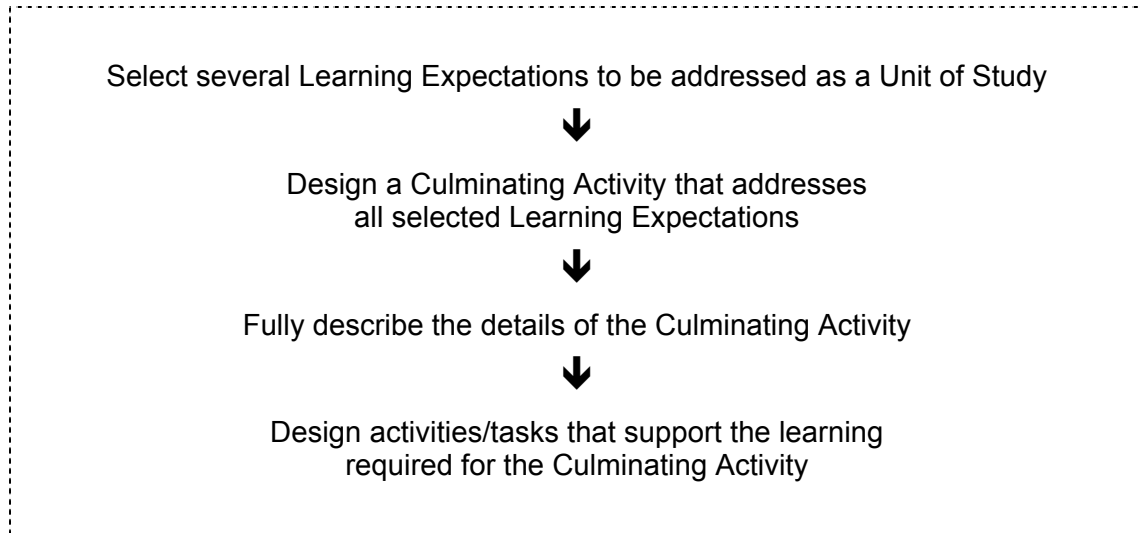 Select several Learning Expectations to be addressed as a Unit of Study
Design a Culminating Activity that addresses
all selected Learning Expectations
Fully describe the details of the Culminating Activity
Design activities/tasks that support the learning
required for the Culminating Activity